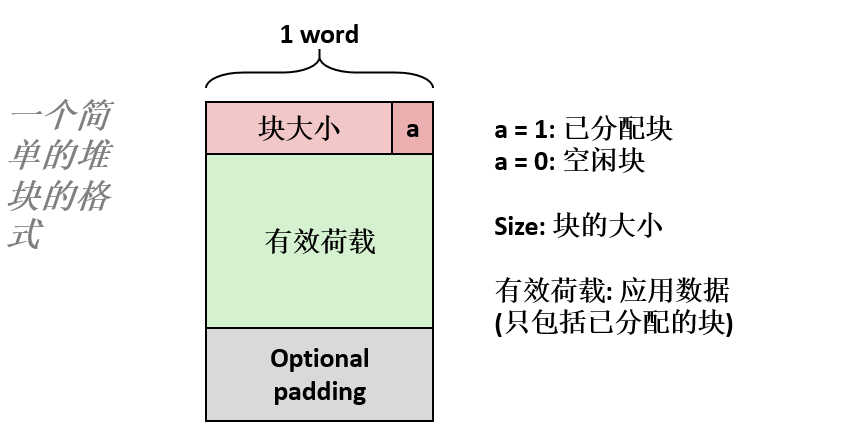 1 word
一个简
单的堆
块的格
式
块大小
a
有效荷载
Optional
padding
a = 1: 已分配块
a = 0: 空闲块
Size: 块的大小
有效荷载: 应用数据
(只包括已分配的块)